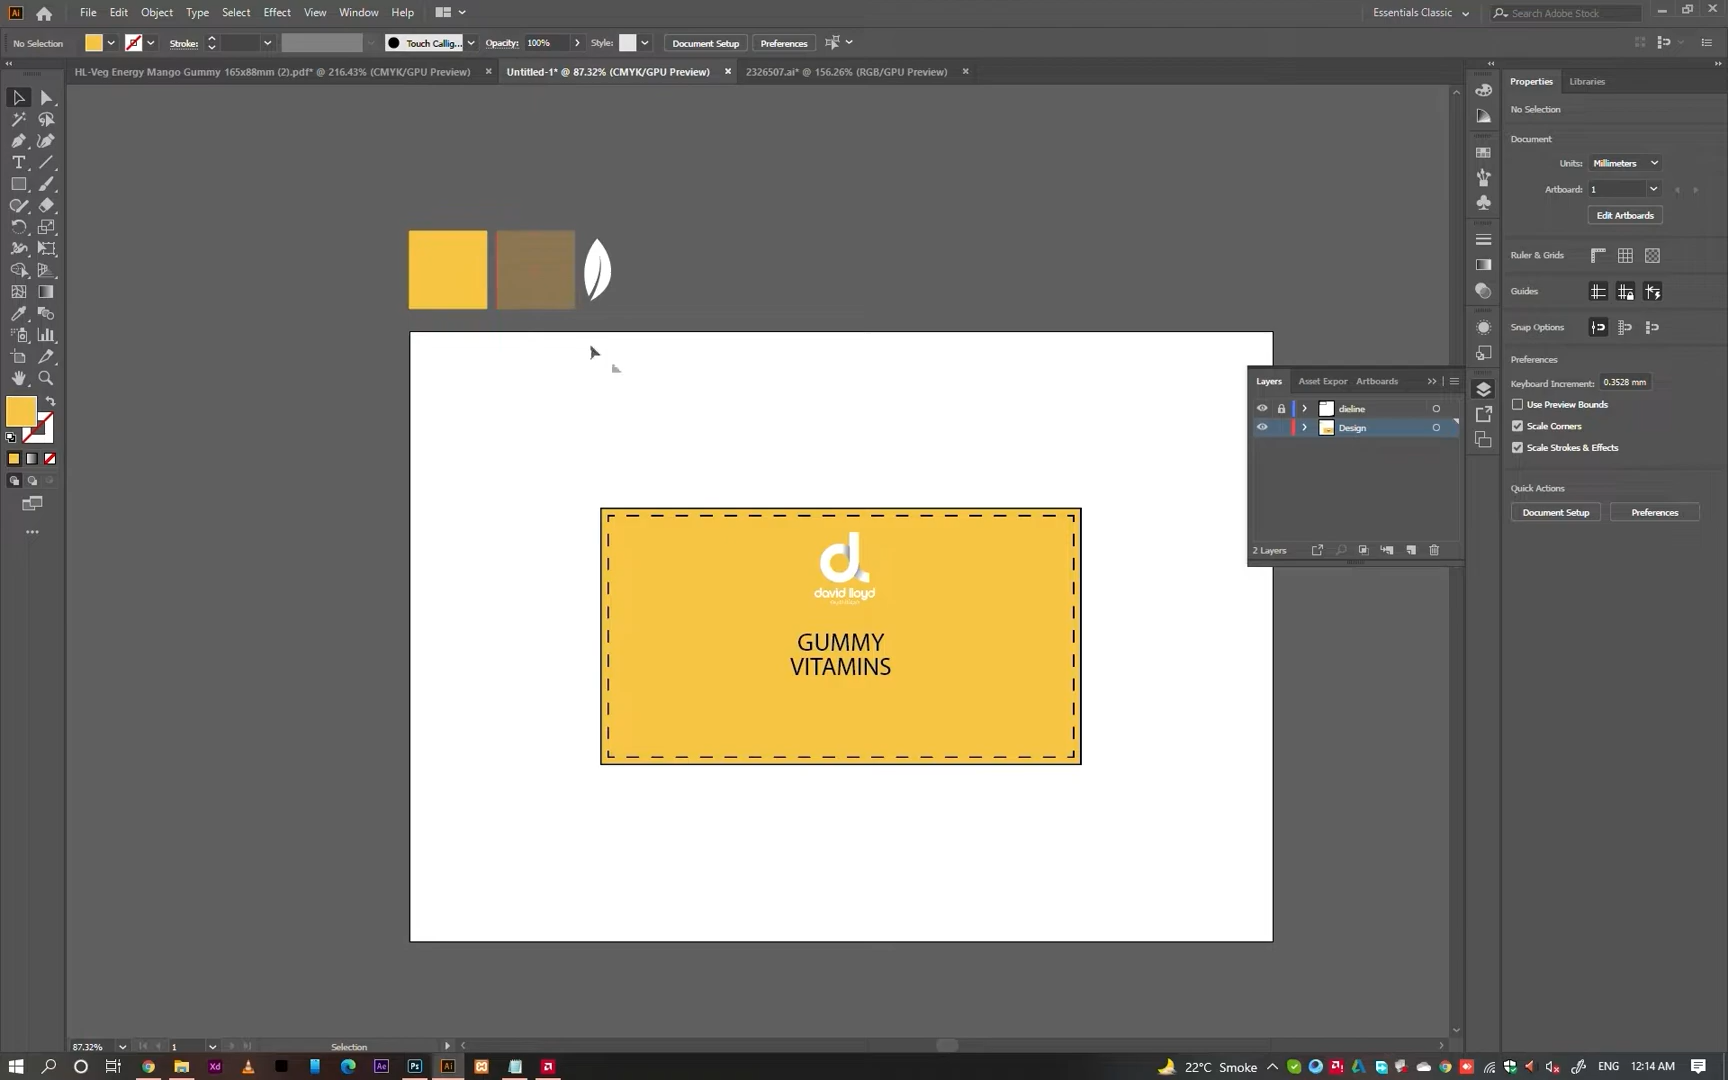 Ai File Edit Object Type Select Effect View Window Help Essentials Classic Search Adobe Stock
No Selection Stroke: Touch Callig... Opacity: 100% Style: Document Setup Preferences
HL-Veg Energy Mango Gummy 165x88mm (2).pdf* @ 216.43% (CMYK/GPU Preview) × Untitled-1* @ 87.32% (CMYK/GPU Preview) × 2326507.ai* @ 156.26% (RGB/GPU Preview) ×
Properties Libraries
No Selection
Document
Units: Millimeters
Artboard: 1
Edit Artboards
Ruler & Grids
Guides
Snap Options
Preferences
Keyboard Increment: 0.3528 mm
Use Preview Bounds
Scale Corners
Scale Strokes & Effects
Quick Actions
Document Setup Preferences
Layers Asset Expor Artboards
dieline
Design
2 Layers
david lloyd
GUMMY
VITAMINS
87.32% 1 Selection
Xd Ae Ps Ai 22°C Smoke ENG 12:14 AM